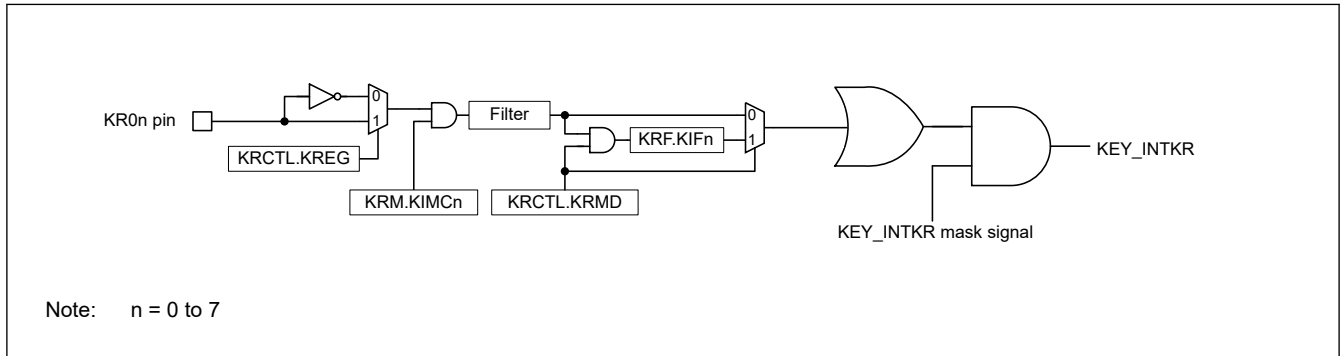 KR0n pin
0
1
KRCTL.KREG
KRM.KIMCn
Filter
KRF.KIFn
KRCTL.KRMD
0
1
KEY_INTKR
KEY_INTKR mask signal
Note: n = 0 to 7